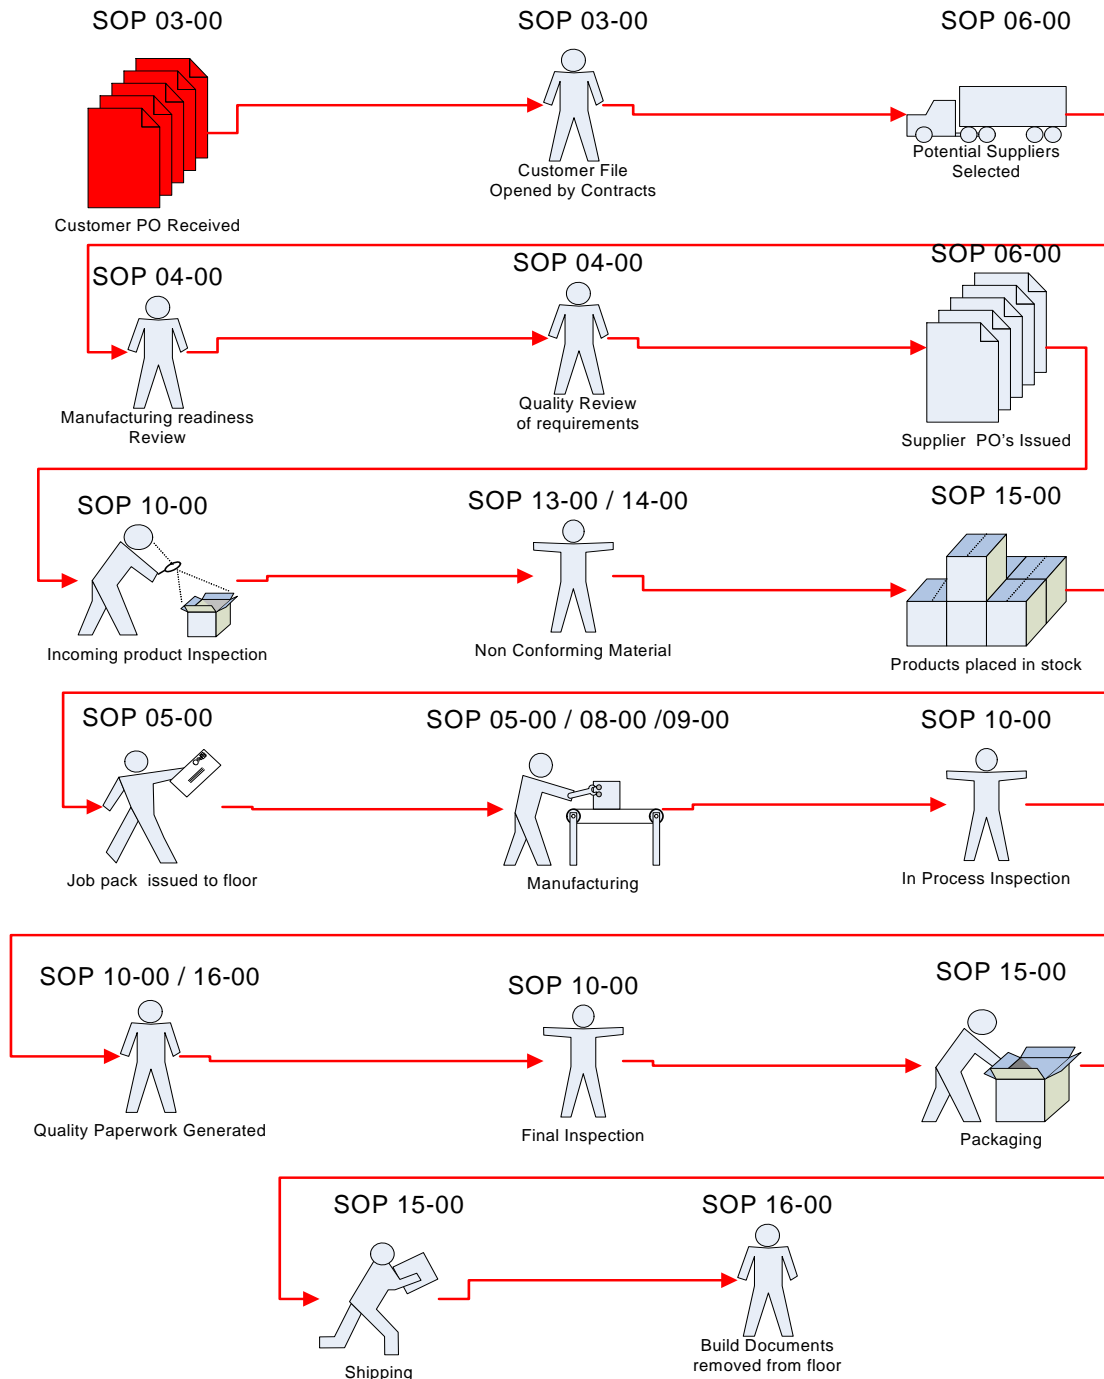 SOP 03-00
SOP 03-00
SOP 06-00
Customer PO Received
Customer File
Opened by Contracts
Potential Suppliers
Selected
SOP 04-00
SOP 04-00
SOP 06-00
Manufacturing readiness
Review
Quality Review
of requirements
Supplier PO's Issued
SOP 10-00
SOP 13-00 / 14-00
SOP 15-00
Incoming product Inspection
Non Conforming Material
Products placed in stock
SOP 05-00
SOP 05-00 / 08-00 /09-00
SOP 10-00
Job pack issued to floor
Manufacturing
In Process Inspection
SOP 10-00 / 16-00
SOP 10-00
SOP 15-00
Quality Paperwork Generated
Final Inspection
Packaging
SOP 15-00
SOP 16-00
Shipping
Build Documents
removed from floor